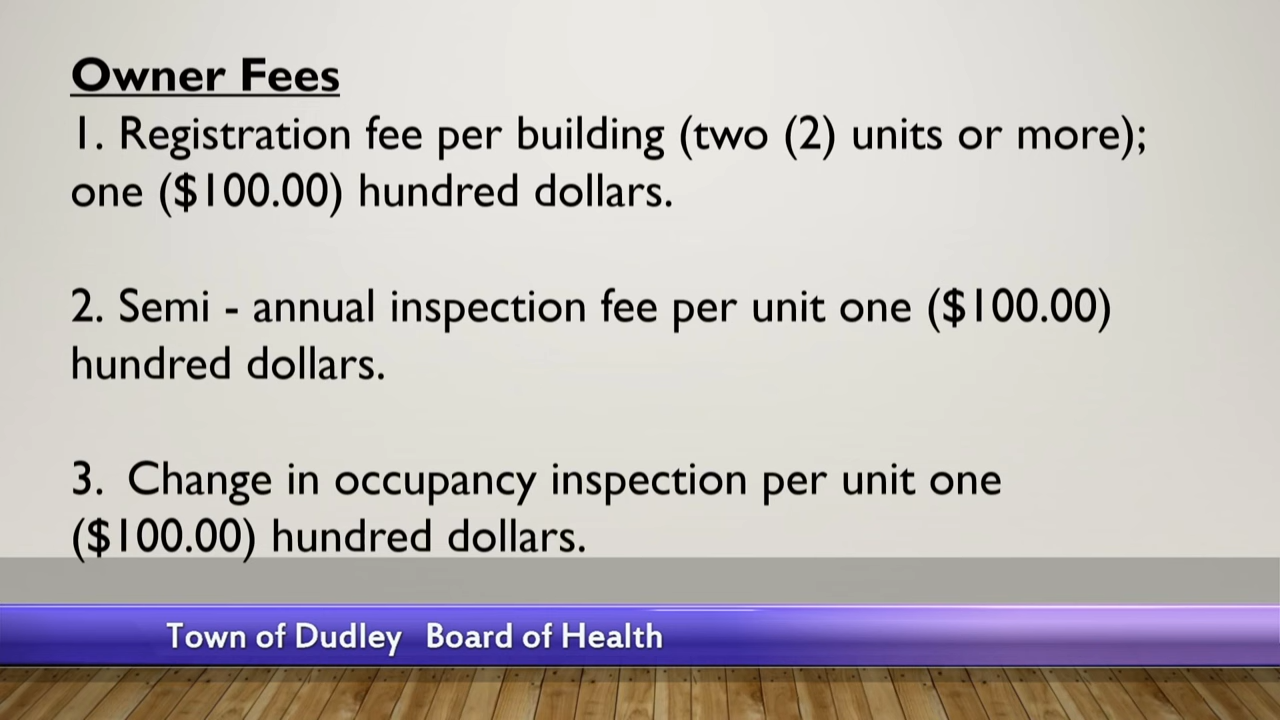 Owner Fees
1. Registration fee per building (two (2) units or more);
one ($100.00) hundred dollars.
2. Semi - annual inspection fee per unit one ($100.00)
hundred dollars.
3.  Change in occupancy inspection per unit one
($100.00) hundred dollars.
Town of Dudley   Board of Health